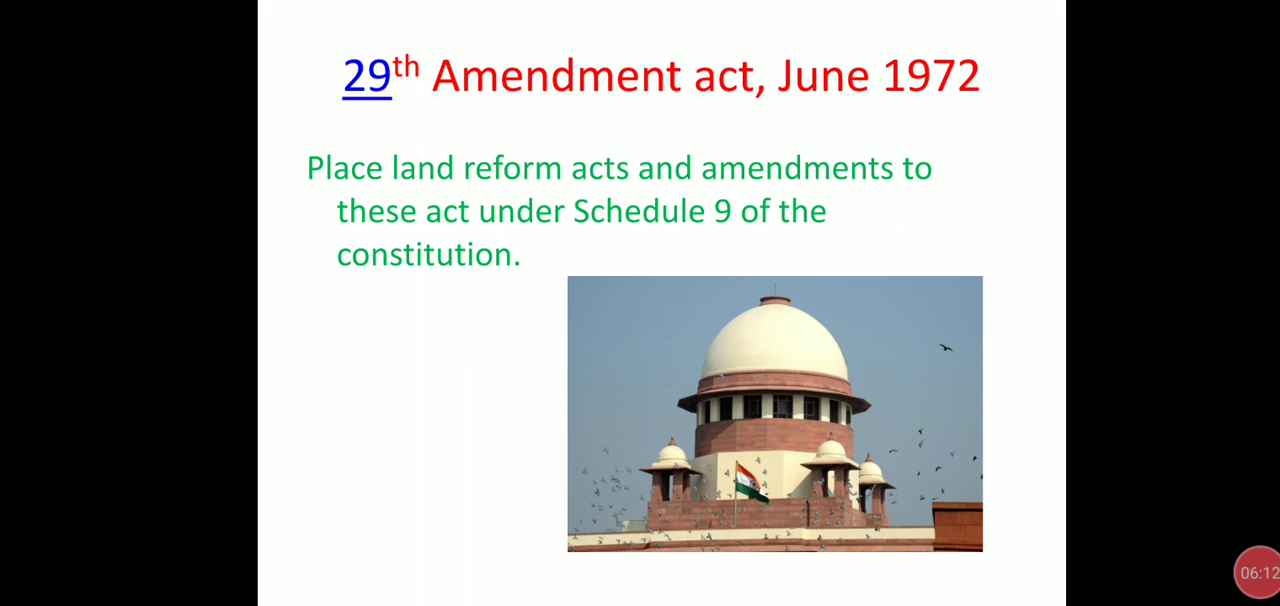 29th Amendment act, June 1972
Place land reform acts and amendments to
these act under Schedule 9 of the
constitution.
06:12